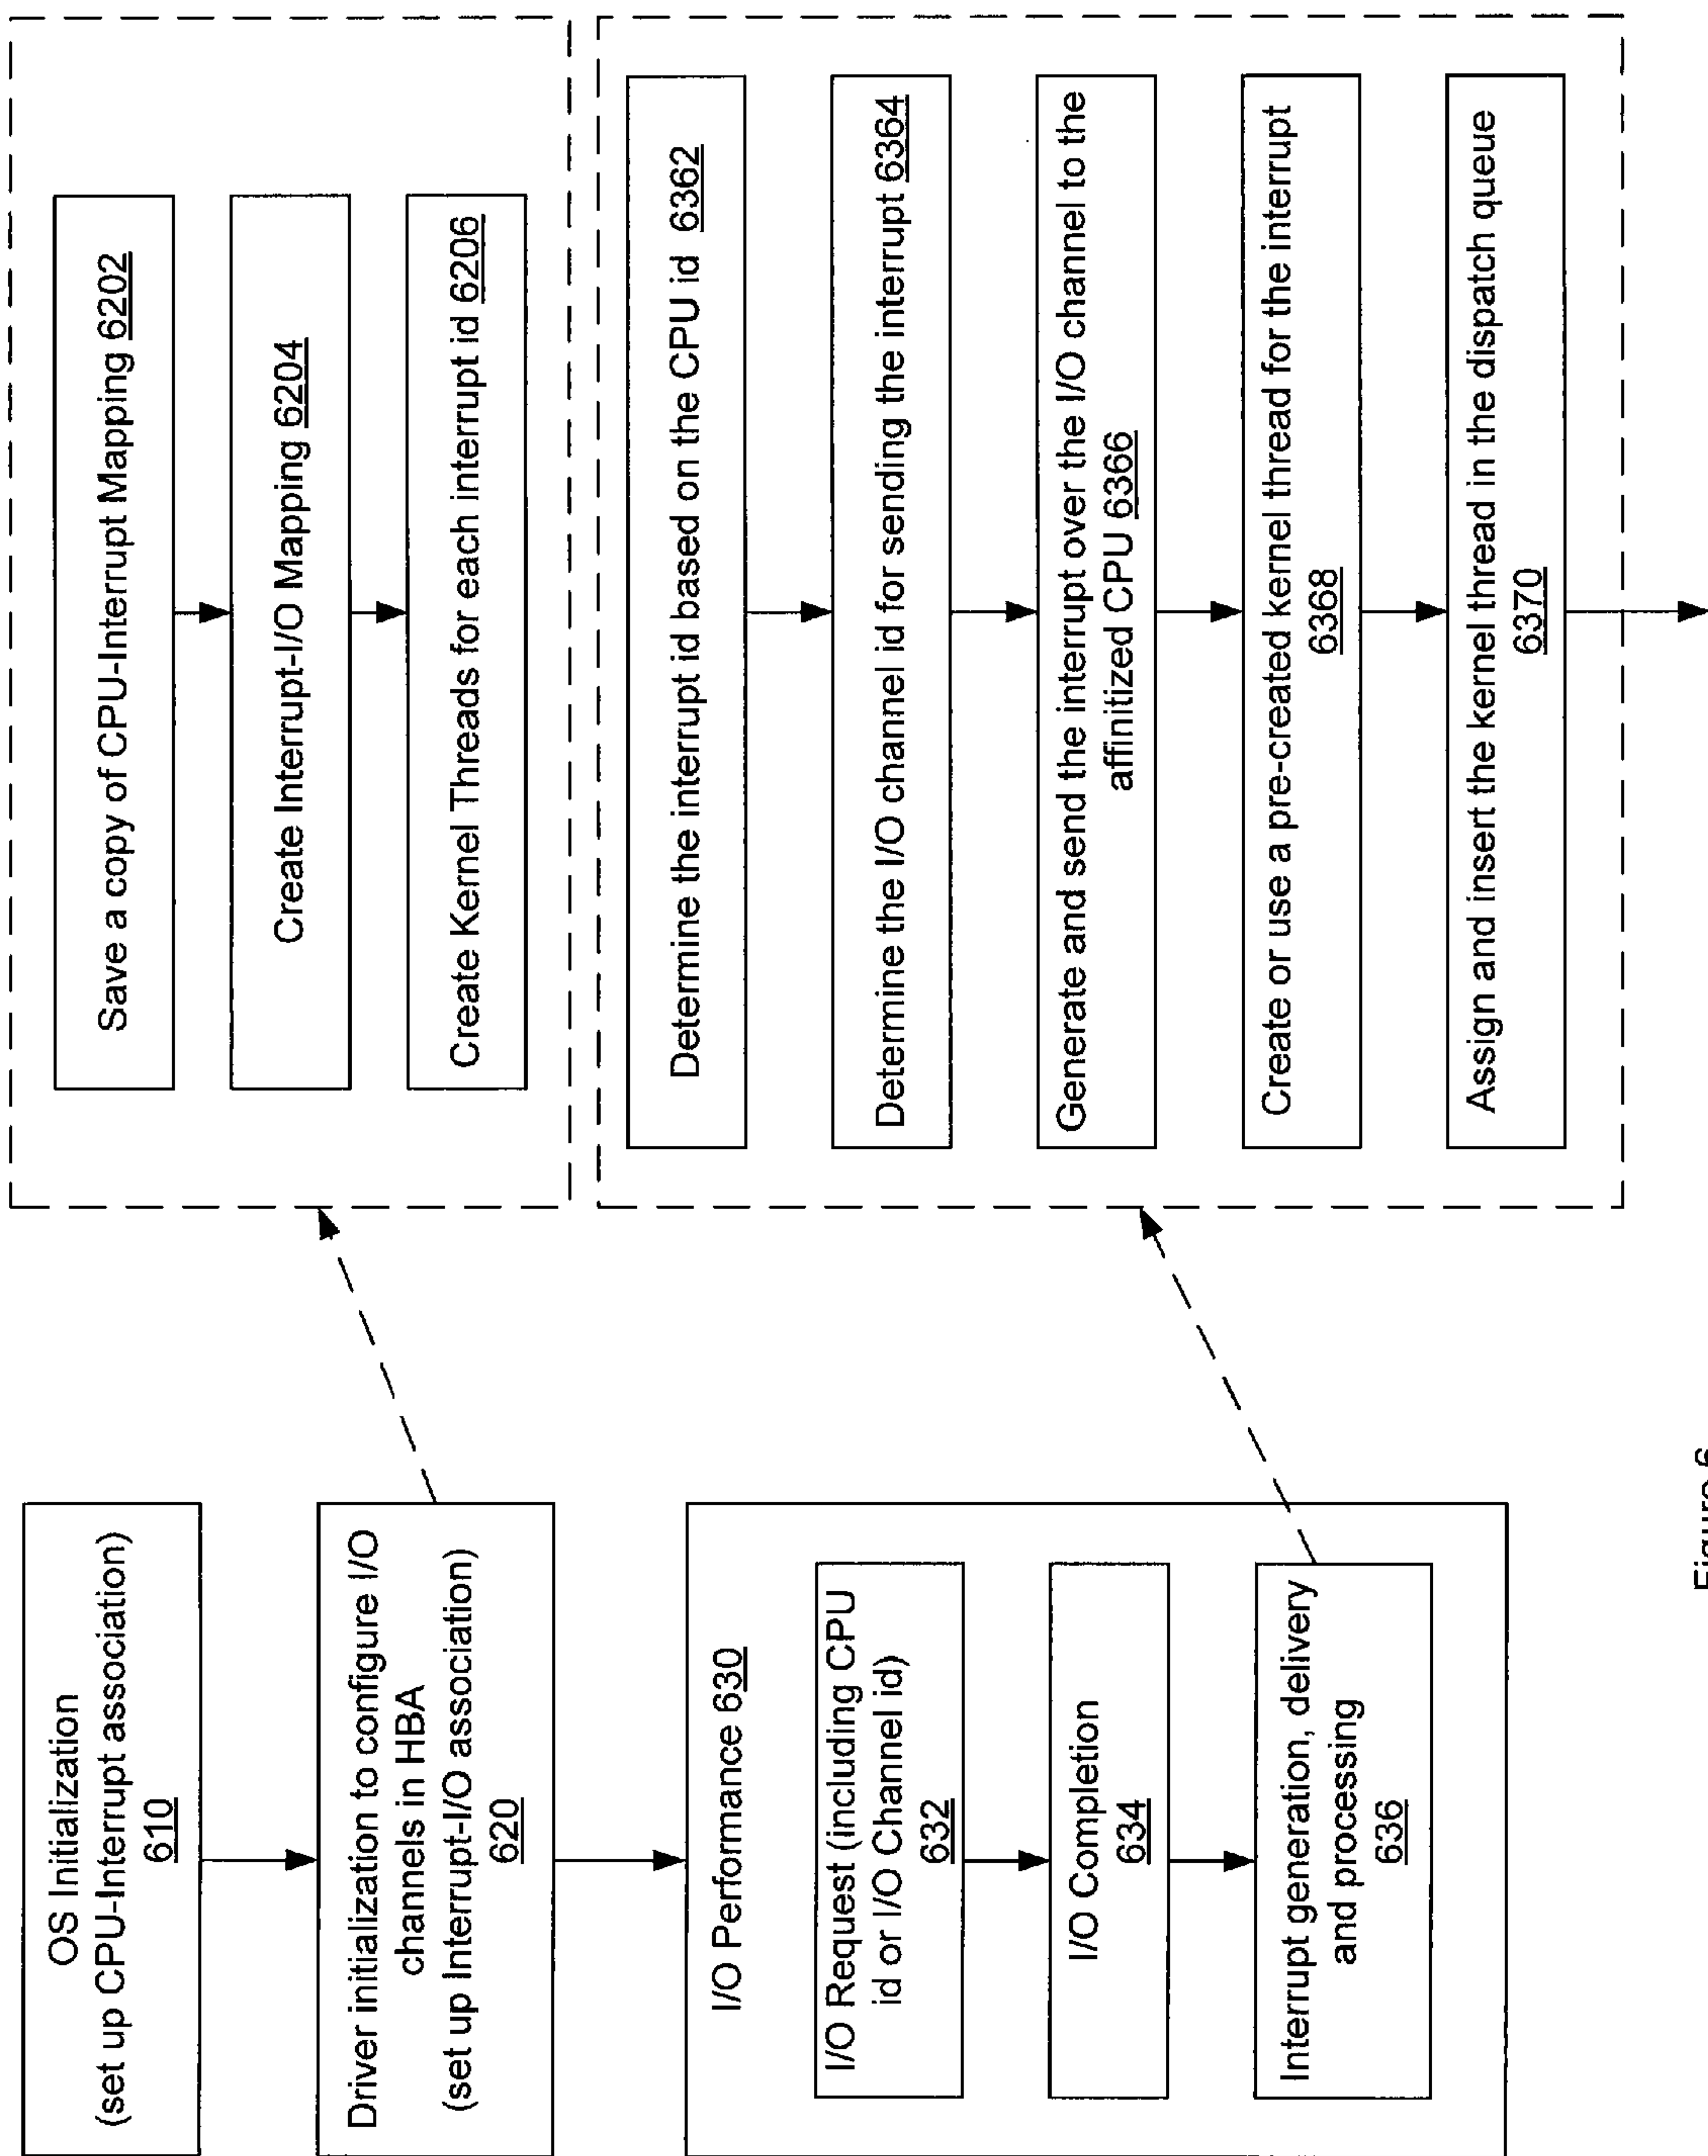 OS Initialization
(set up CPU-Interrupt association)
610
Driver initialization to configure I/O
channels in HBA
(set up Interrupt-I/O association)
620
I/O Performance 630
I/O Request (including CPU
id or I/O Channel id)
632
I/O Completion
634
Interrupt generation, delivery
and processing
636
Save a copy of CPU-Interrupt Mapping 6202
Create Interrupt-I/O Mapping 6204
Create Kernel Threads for each interrupt id 6206
Determine the interrupt id based on the CPU id 6362
Determine the I/O channel id for sending the interrupt 6364
Generate and send the interrupt over the I/O channel to the
affinitized CPU 6366
Create or use a pre-created kernel thread for the interrupt
6368
Assign and insert the kernel thread in the dispatch queue
6370
Figure 6